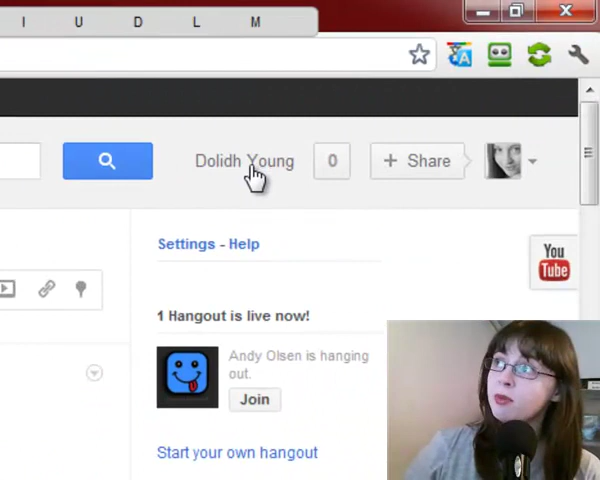 I U D L M
Dolidh Young 0 + Share
Settings - Help
You
Tube
1 Hangout is live now!
Andy Olsen is hanging
out.
Join
Start your own hangout